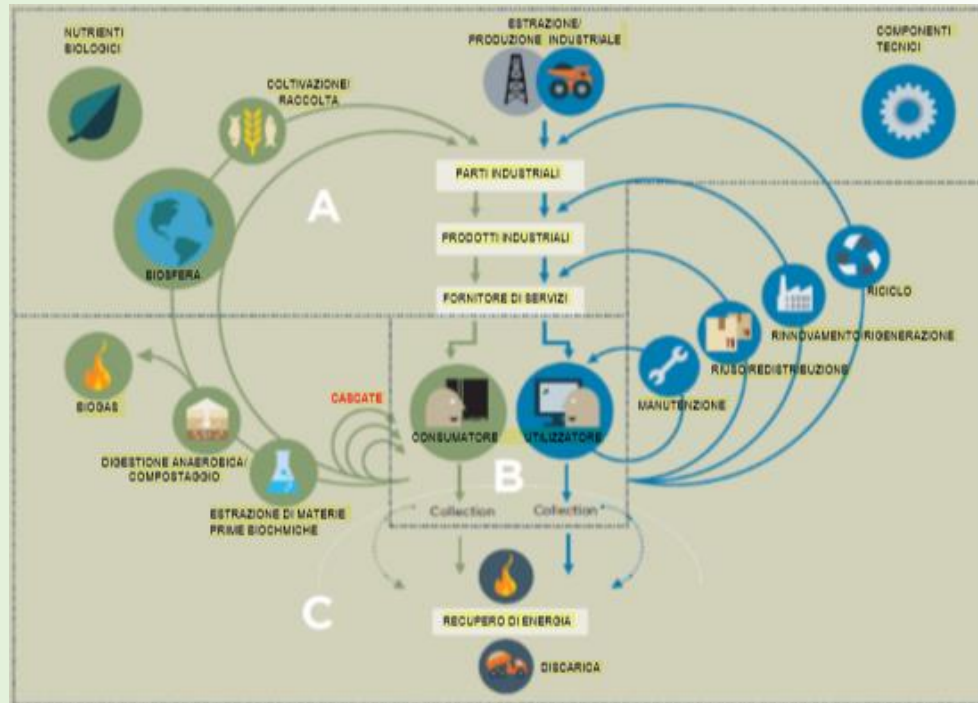 NUTRIENTI
BIOLOGICI
ESTRAZIONE/
PRODUZIONE INDUSTRIALE
COMPONENTI
TECNICI
COLTIVAZIONE/
RACCOLTA
A
PARTI INDUSTRIALI
PRODOTTI INDUSTRIALI
BIOSFERA
FORNITORE DI SERVIZI
RICICLO
RINNOVAMENTO RIGENERAZIONE
RIUSO REDISTRIBUZIONE
MANUTENZIONE
BIOGAS
CASCATE
CONSUMATORE
UTILIZZATORE
DIGESTIONE ANAEROBICA/
COMPOSTAGGIO
B
ESTRAZIONE DI MATERIE
PRIME BIOCHMICHE
Collection
Collection
C
RECUPERO DI ENERGIA
DISCARICA